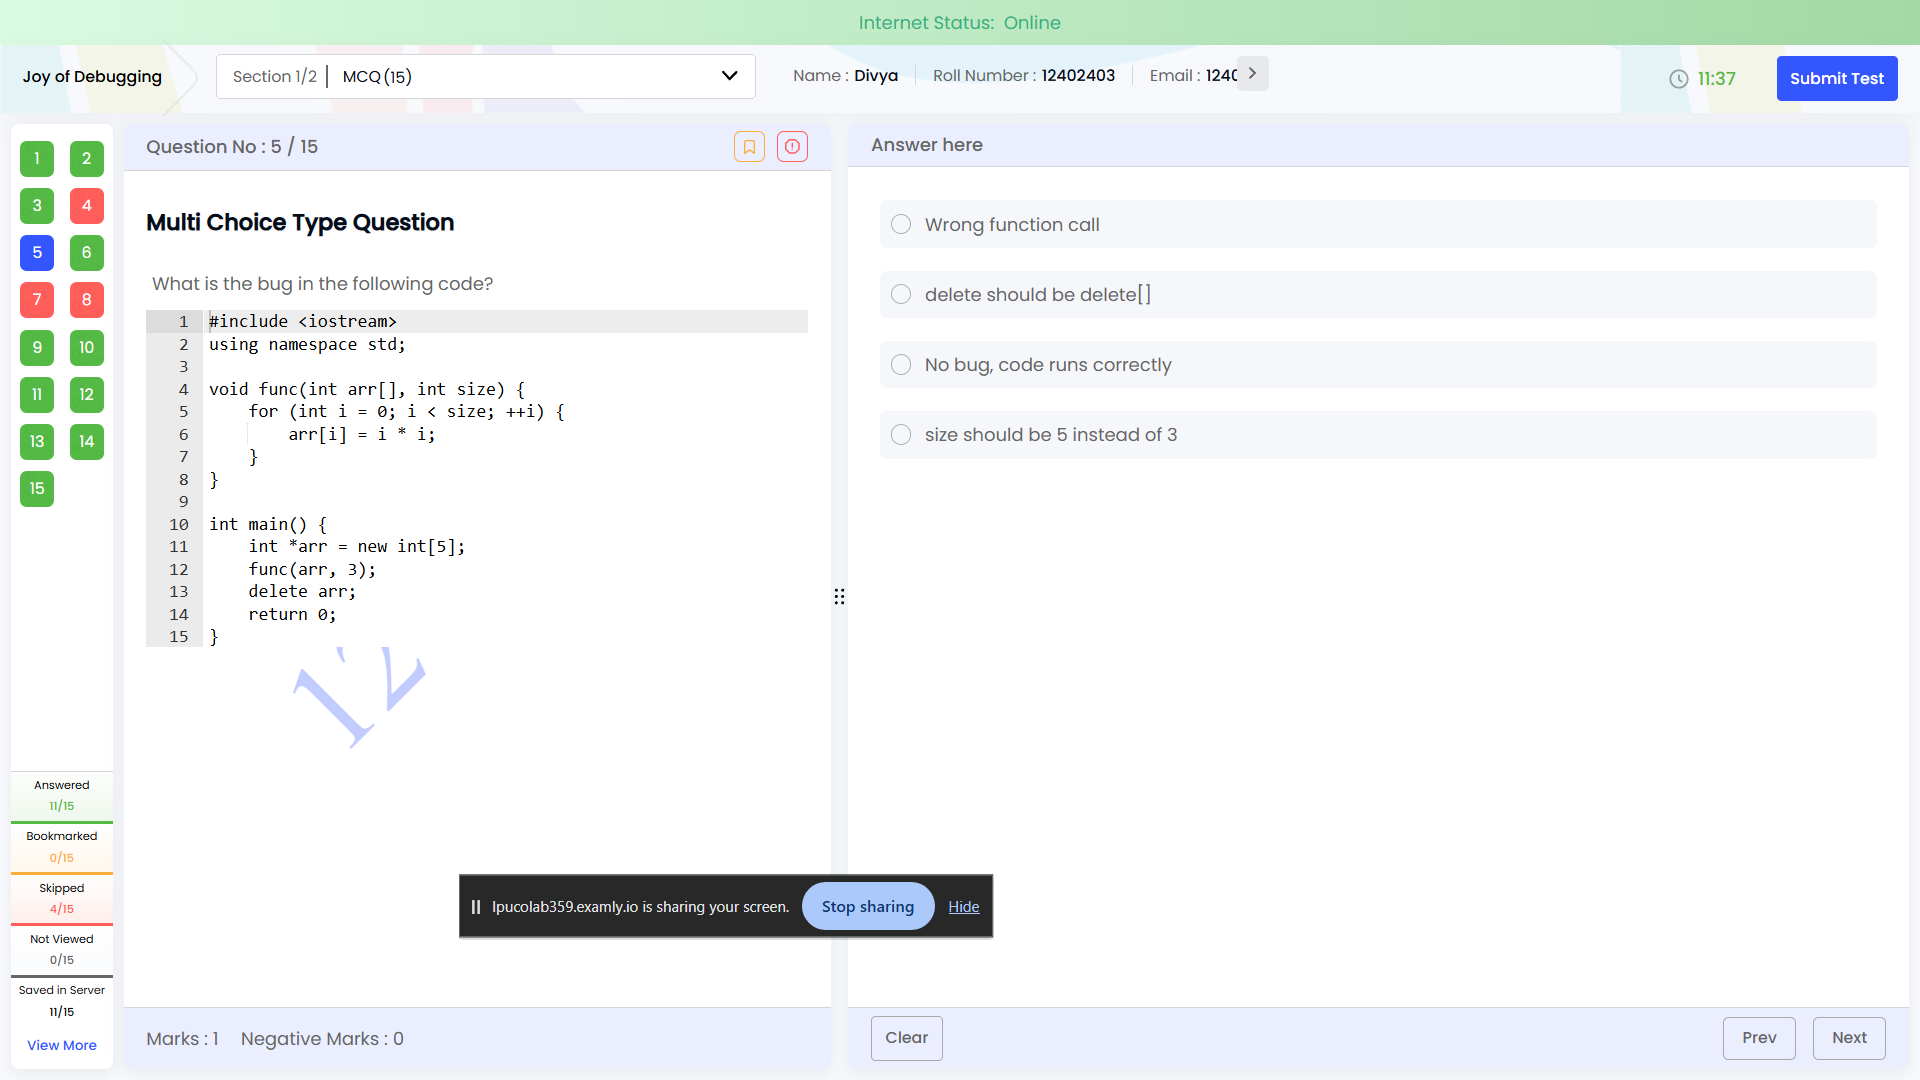 Internet Status: Online
Joy of Debugging
Section 1/2 | MCQ (15)
Name : Divya
Roll Number : 12402403
Email : 1240
11:37
Submit Test
1 2
3 4
5 6
7 8
9 10
11 12
13 14
15
Answered
11/15
Bookmarked
0/15
Skipped
4/15
Not Viewed
0/15
Saved in Server
11/15
View More
Question No : 5 / 15
Multi Choice Type Question
What is the bug in the following code?
1 #include <iostream>
2 using namespace std;
3
4 void func(int arr[], int size) {
5     for (int i = 0; i < size; ++i) {
6         arr[i] = i * i;
7     }
8 }
9
10 int main() {
11     int *arr = new int[5];
12     func(arr, 3);
13     delete arr;
14     return 0;
15 }
12
Marks : 1 Negative Marks : 0
Answer here
Wrong function call
delete should be delete[]
No bug, code runs correctly
size should be 5 instead of 3
lpucolab359.examly.io is sharing your screen.
Stop sharing
Hide
Clear
Prev
Next